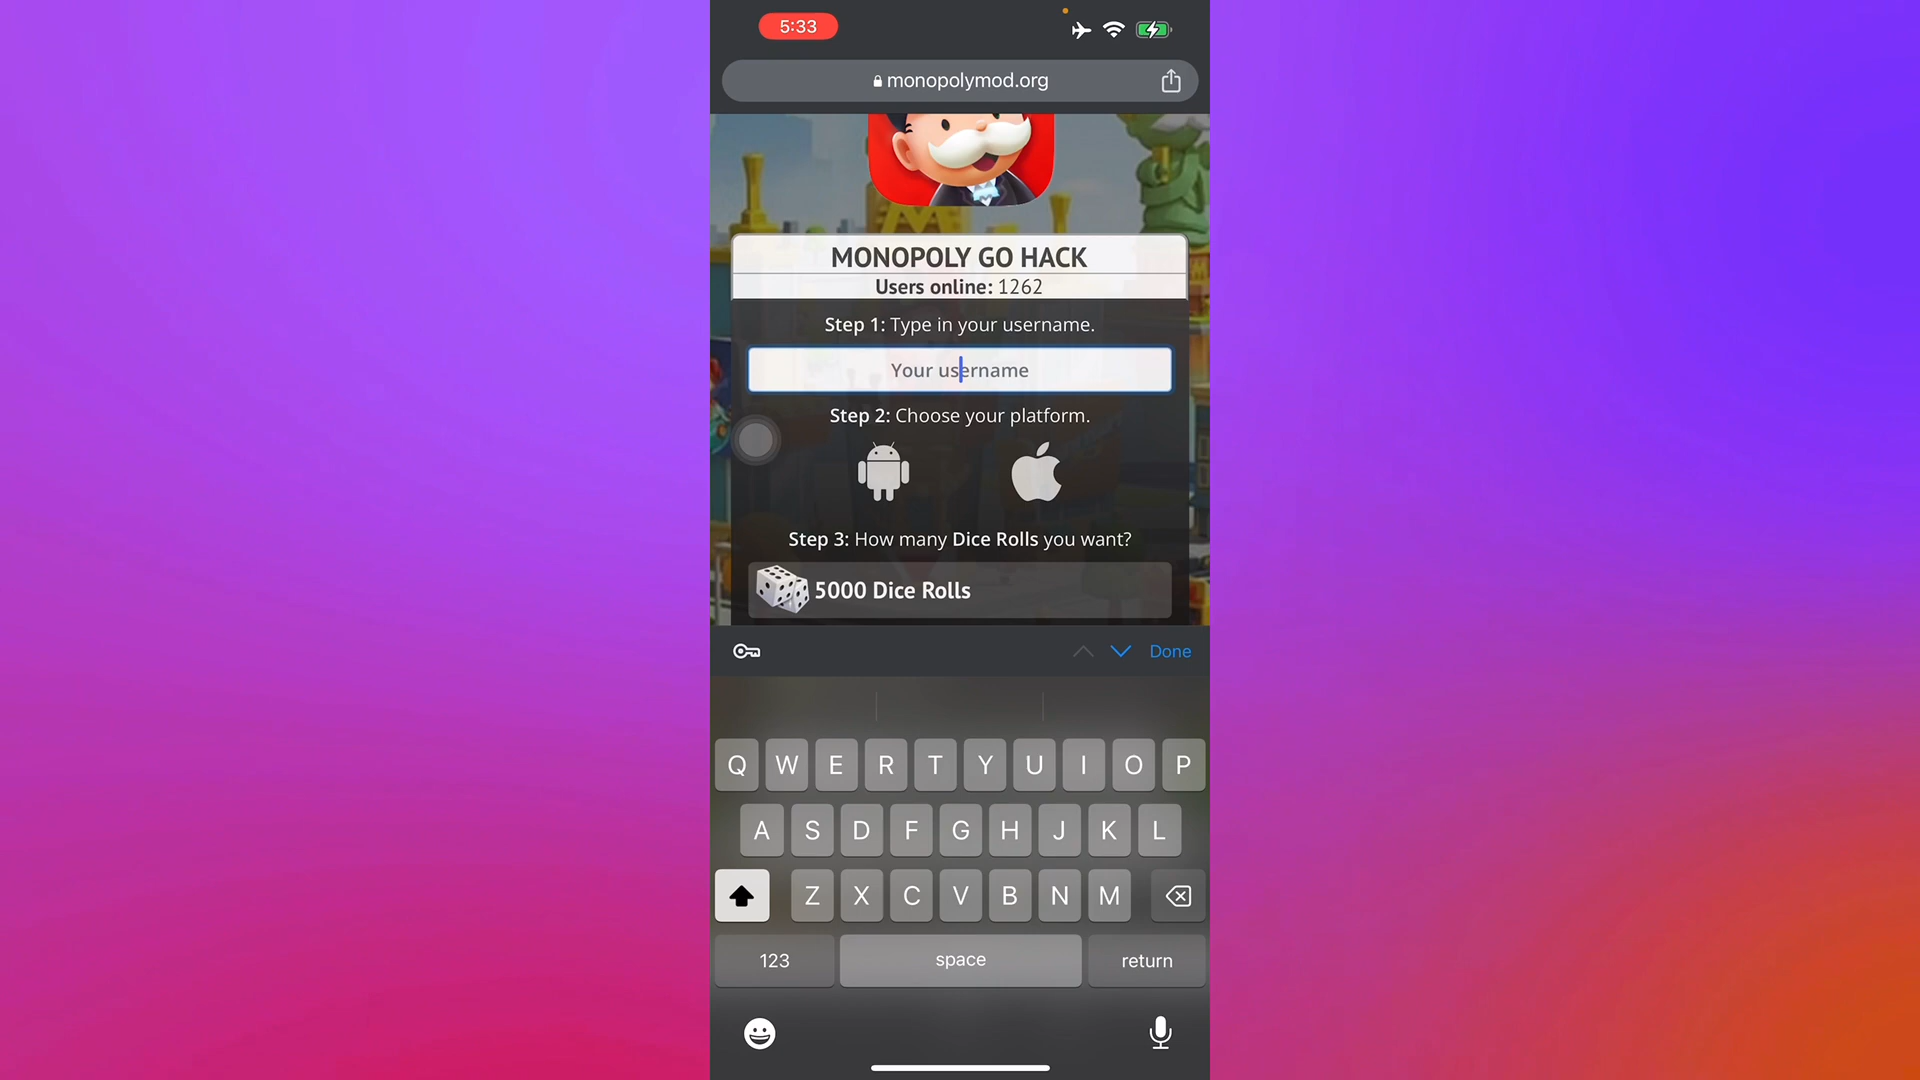 5:33
monopolymod.org
MONOPOLY GO HACK
Users online: 1262
Step 1: Type in your username.
Your username
Step 2: Choose your platform.
Step 3: How many Dice Rolls you want?
5000 Dice Rolls
Done
Q W E R T Y U I O P
A S D F G H J K L
Z X C V B N M
123 space return